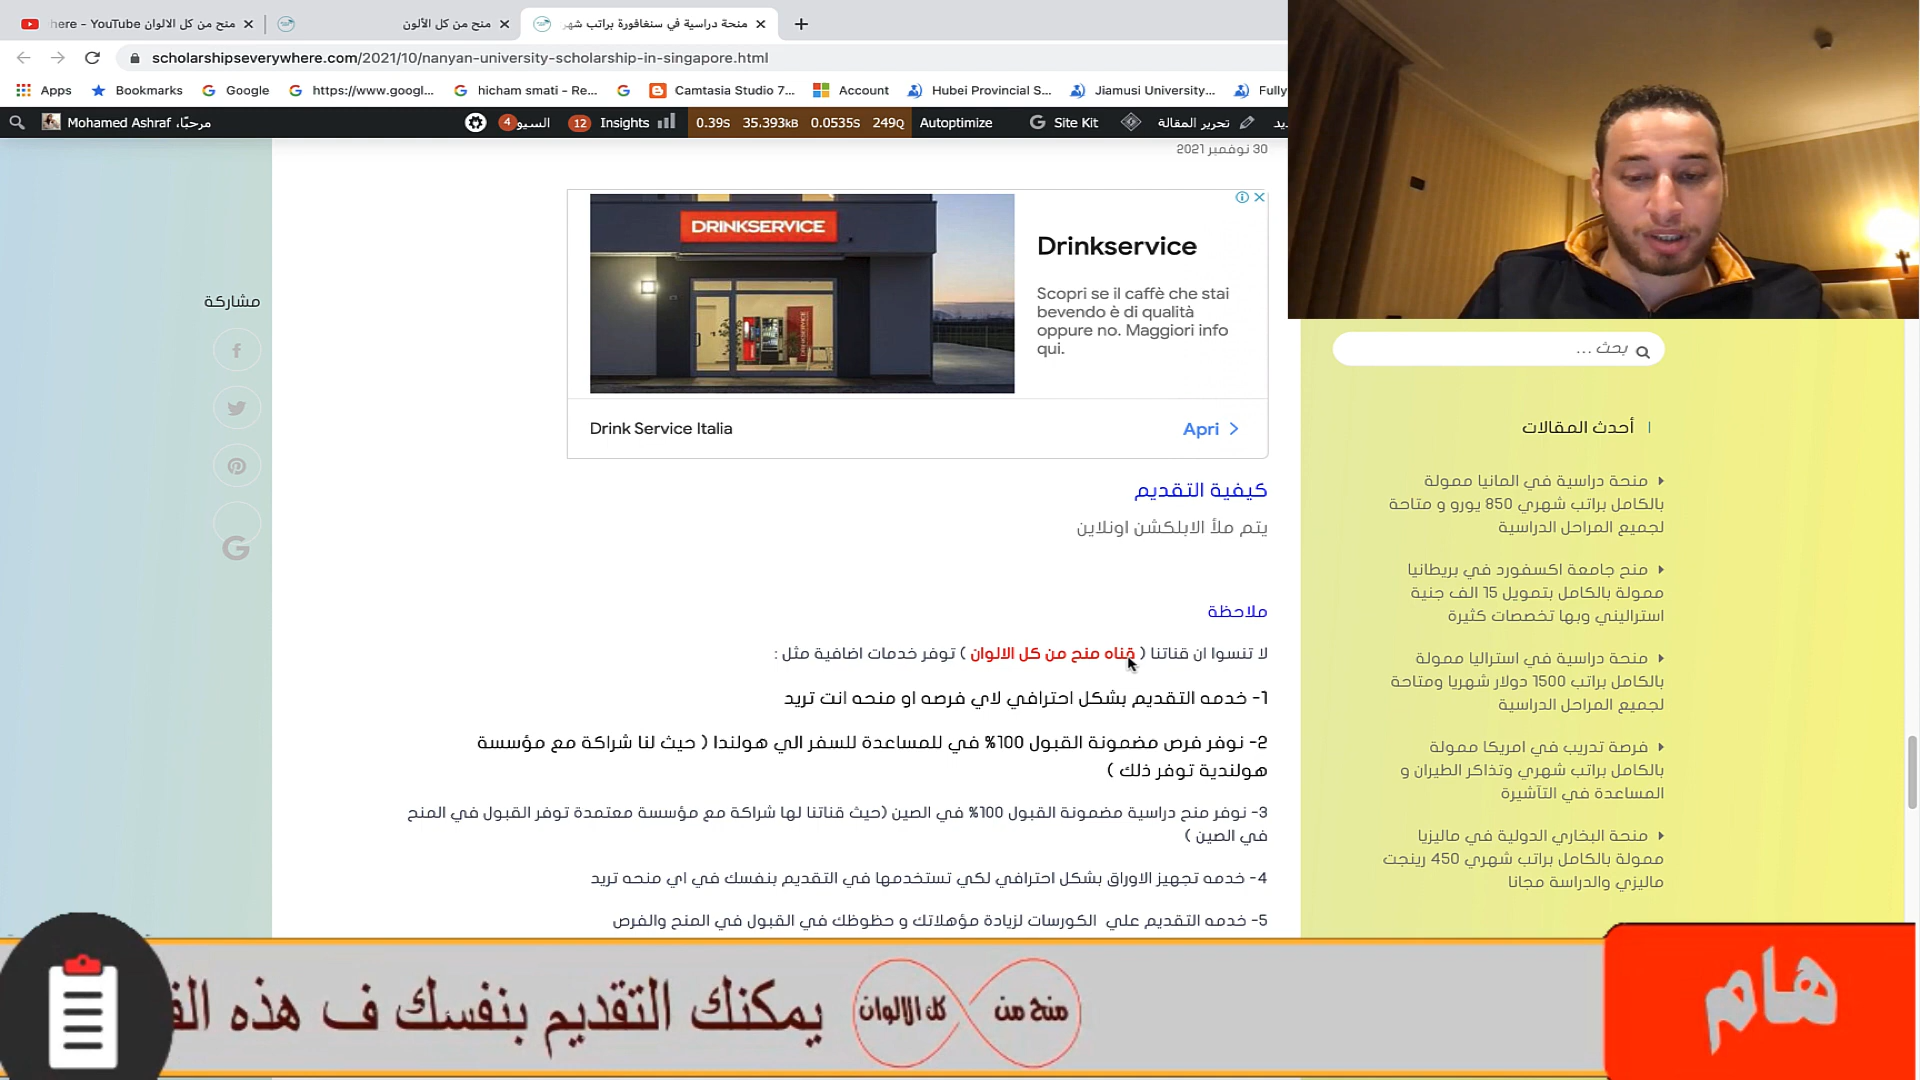 here - YouTube منح من كل الالوان
منح من كل الألون
منحة دراسية في سنغافورة براتب شهر
scholarshipseverywhere.com/2021/10/nanyan-university-scholarship-in-singapore.html
Apps
Bookmarks
Google
https://www.googl...
hicham smati - Re...
Camtasia Studio 7...
Account
Hubei Provincial S...
Jiamusi University...
Fully
مرحبًا، Mohamed Ashraf
4 السيو
12 Insights
0.39S 35.393KB 0.0535S 249Q
Autoptimize
Site Kit
تحرير المقالة
30 نوفمبر 2021
DRINKSERVICE
Drinkservice
Scopri se il caffè che stai
bevendo è di qualità
oppure no. Maggiori info
qui.
Drink Service Italia
Apri
مشاركة
كيفية التقديم
يتم ملأ الابلكشن اونلاين
ملاحظة
لا تنسوا ان قناتنا ( قناه منح من كل الالوان ) توفر خدمات اضافية مثل :
1- خدمه التقديم بشكل احترافي لاي فرصه او منحه انت تريد
2- نوفر فرص مضمونة القبول 100% في للمساعدة للسفر الي هولندا ( حيث لنا شراكة مع مؤسسة
هولندية توفر ذلك )
3- نوفر منح دراسية مضمونة القبول 100% في الصين (حيث قناتنا لها شراكة مع مؤسسة معتمدة توفر القبول في المنح
في الصين )
4- خدمه تجهيز الاوراق بشكل احترافي لكي تستخدمها في التقديم بنفسك في اي منحه تريد
5- خدمه التقديم علي الكورسات لزيادة مؤهلاتك و حظوظك في القبول في المنح والفرص
بحث ...
أحدث المقالات
منحة دراسية في المانيا ممولة
بالكامل براتب شهري 850 يورو و متاحة
لجميع المراحل الدراسية
منح جامعة اكسفورد في بريطانيا
ممولة بالكامل بتمويل 15 الف جنية
استراليني وبها تخصصات كثيرة
منحة دراسية في استراليا ممولة
بالكامل براتب 1500 دولار شهريا ومتاحة
لجميع المراحل الدراسية
فرصة تدريب في امريكا ممولة
بالكامل براتب شهري وتذاكر الطيران و
المساعدة في التآشيرة
منحة البخاري الدولية في ماليزيا
ممولة بالكامل براتب شهري 450 رينجت
ماليزي والدراسة مجانا
هام
منح من كل الالوان
يمكنك التقديم بنفسك ف هذه الف